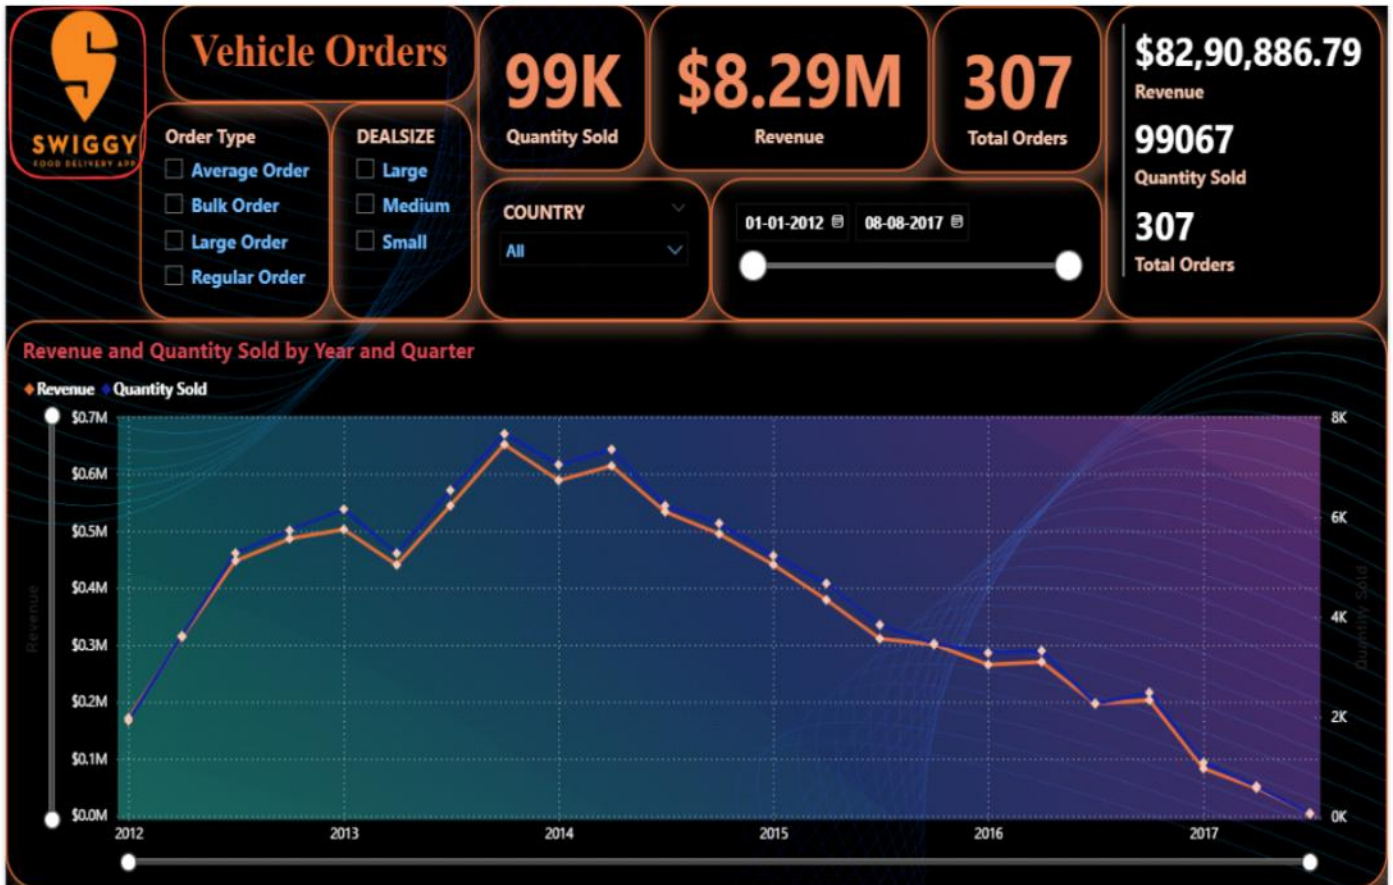 SWIGGY
FOOD DELIVERY APP
Vehicle Orders
Order Type
Average Order
Bulk Order
Large Order
Regular Order
DEALSIZE
Large
Medium
Small
99K
Quantity Sold
$8.29M
Revenue
307
Total Orders
COUNTRY
All
01-01-2012
08-08-2017
$82,90,886.79
Revenue
99067
Quantity Sold
307
Total Orders
Revenue and Quantity Sold by Year and Quarter
Revenue Quantity Sold
$0.7M
$0.6M
$0.5M
$0.4M
$0.3M
$0.2M
$0.1M
$0.0M
Revenue
8K
6K
4K
2K
0K
Quantity Sold
2012 2013 2014 2015 2016 2017